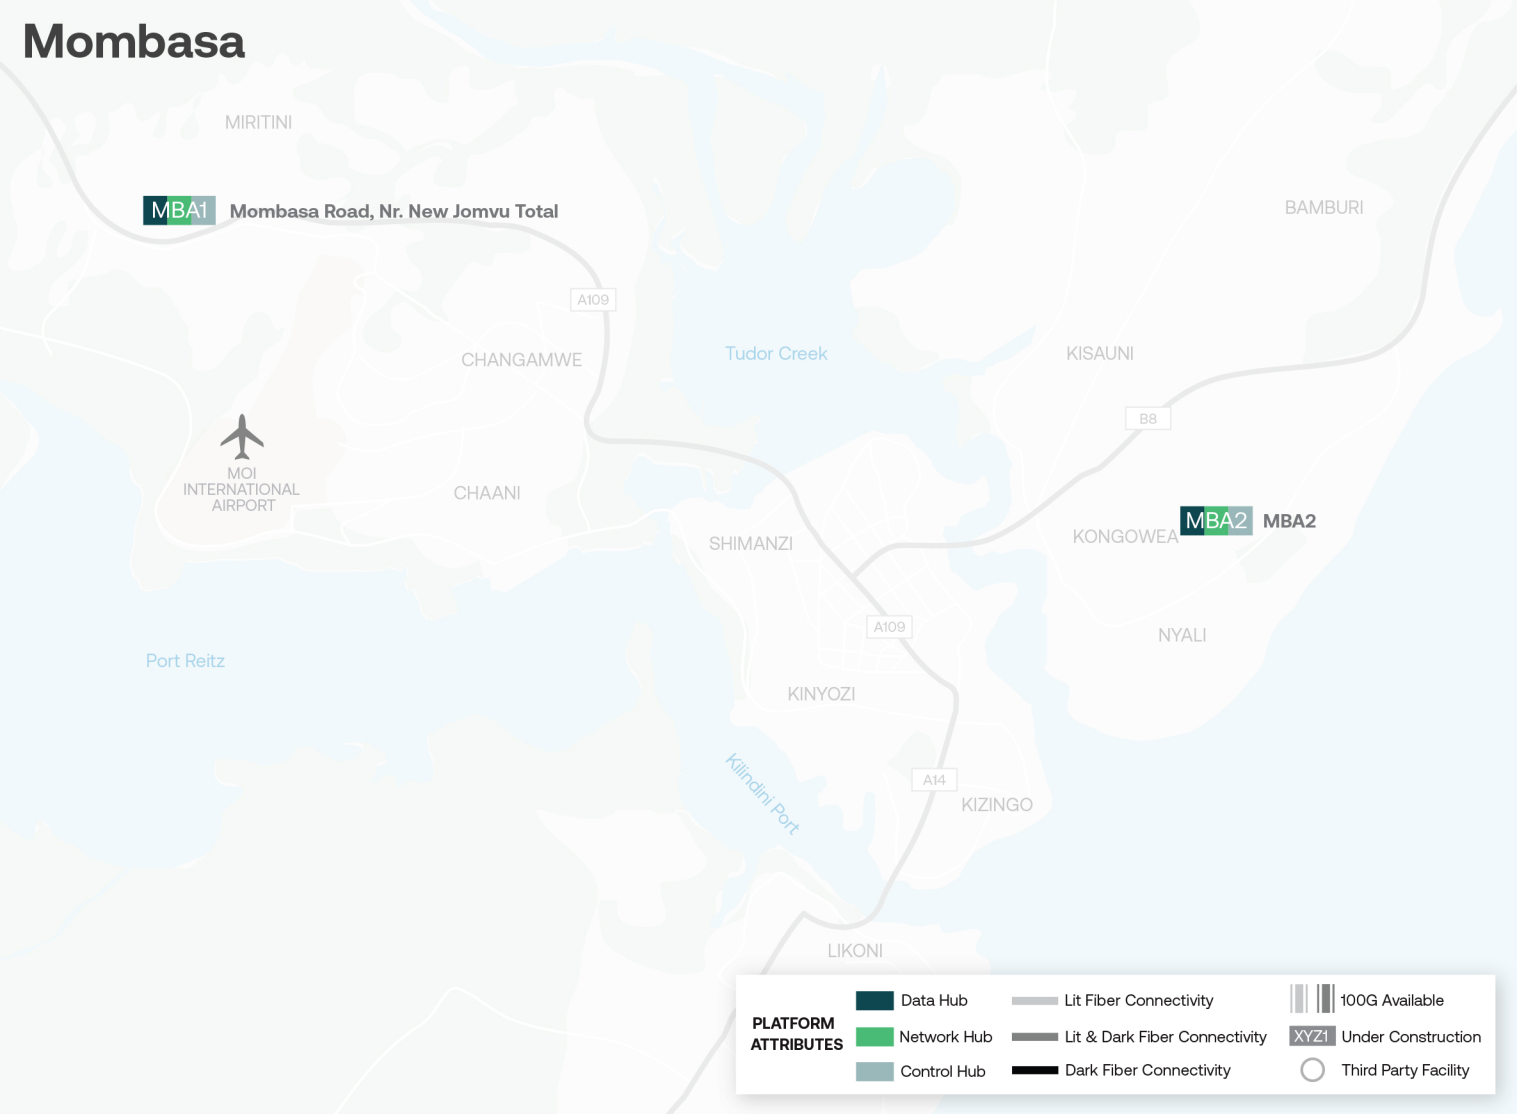 Mombasa
MIRITINI
MBA1 Mombasa Road, Nr. New Jomvu Total
BAMBURI
A109
CHANGAMWE
Tudor Creek
KISAUNI
B8
MOI
INTERNATIONAL
AIRPORT
CHAANI
MBA2 MBA2
SHIMANZI
KONGOWEA
A109
NYALI
Port Reitz
KINYOZI
Kilindini Port
A14
KIZINGO
LIKONI
PLATFORM
ATTRIBUTES
Data Hub
Network Hub
Control Hub
Lit Fiber Connectivity
Lit & Dark Fiber Connectivity
Dark Fiber Connectivity
100G Available
XYZ1 Under Construction
Third Party Facility